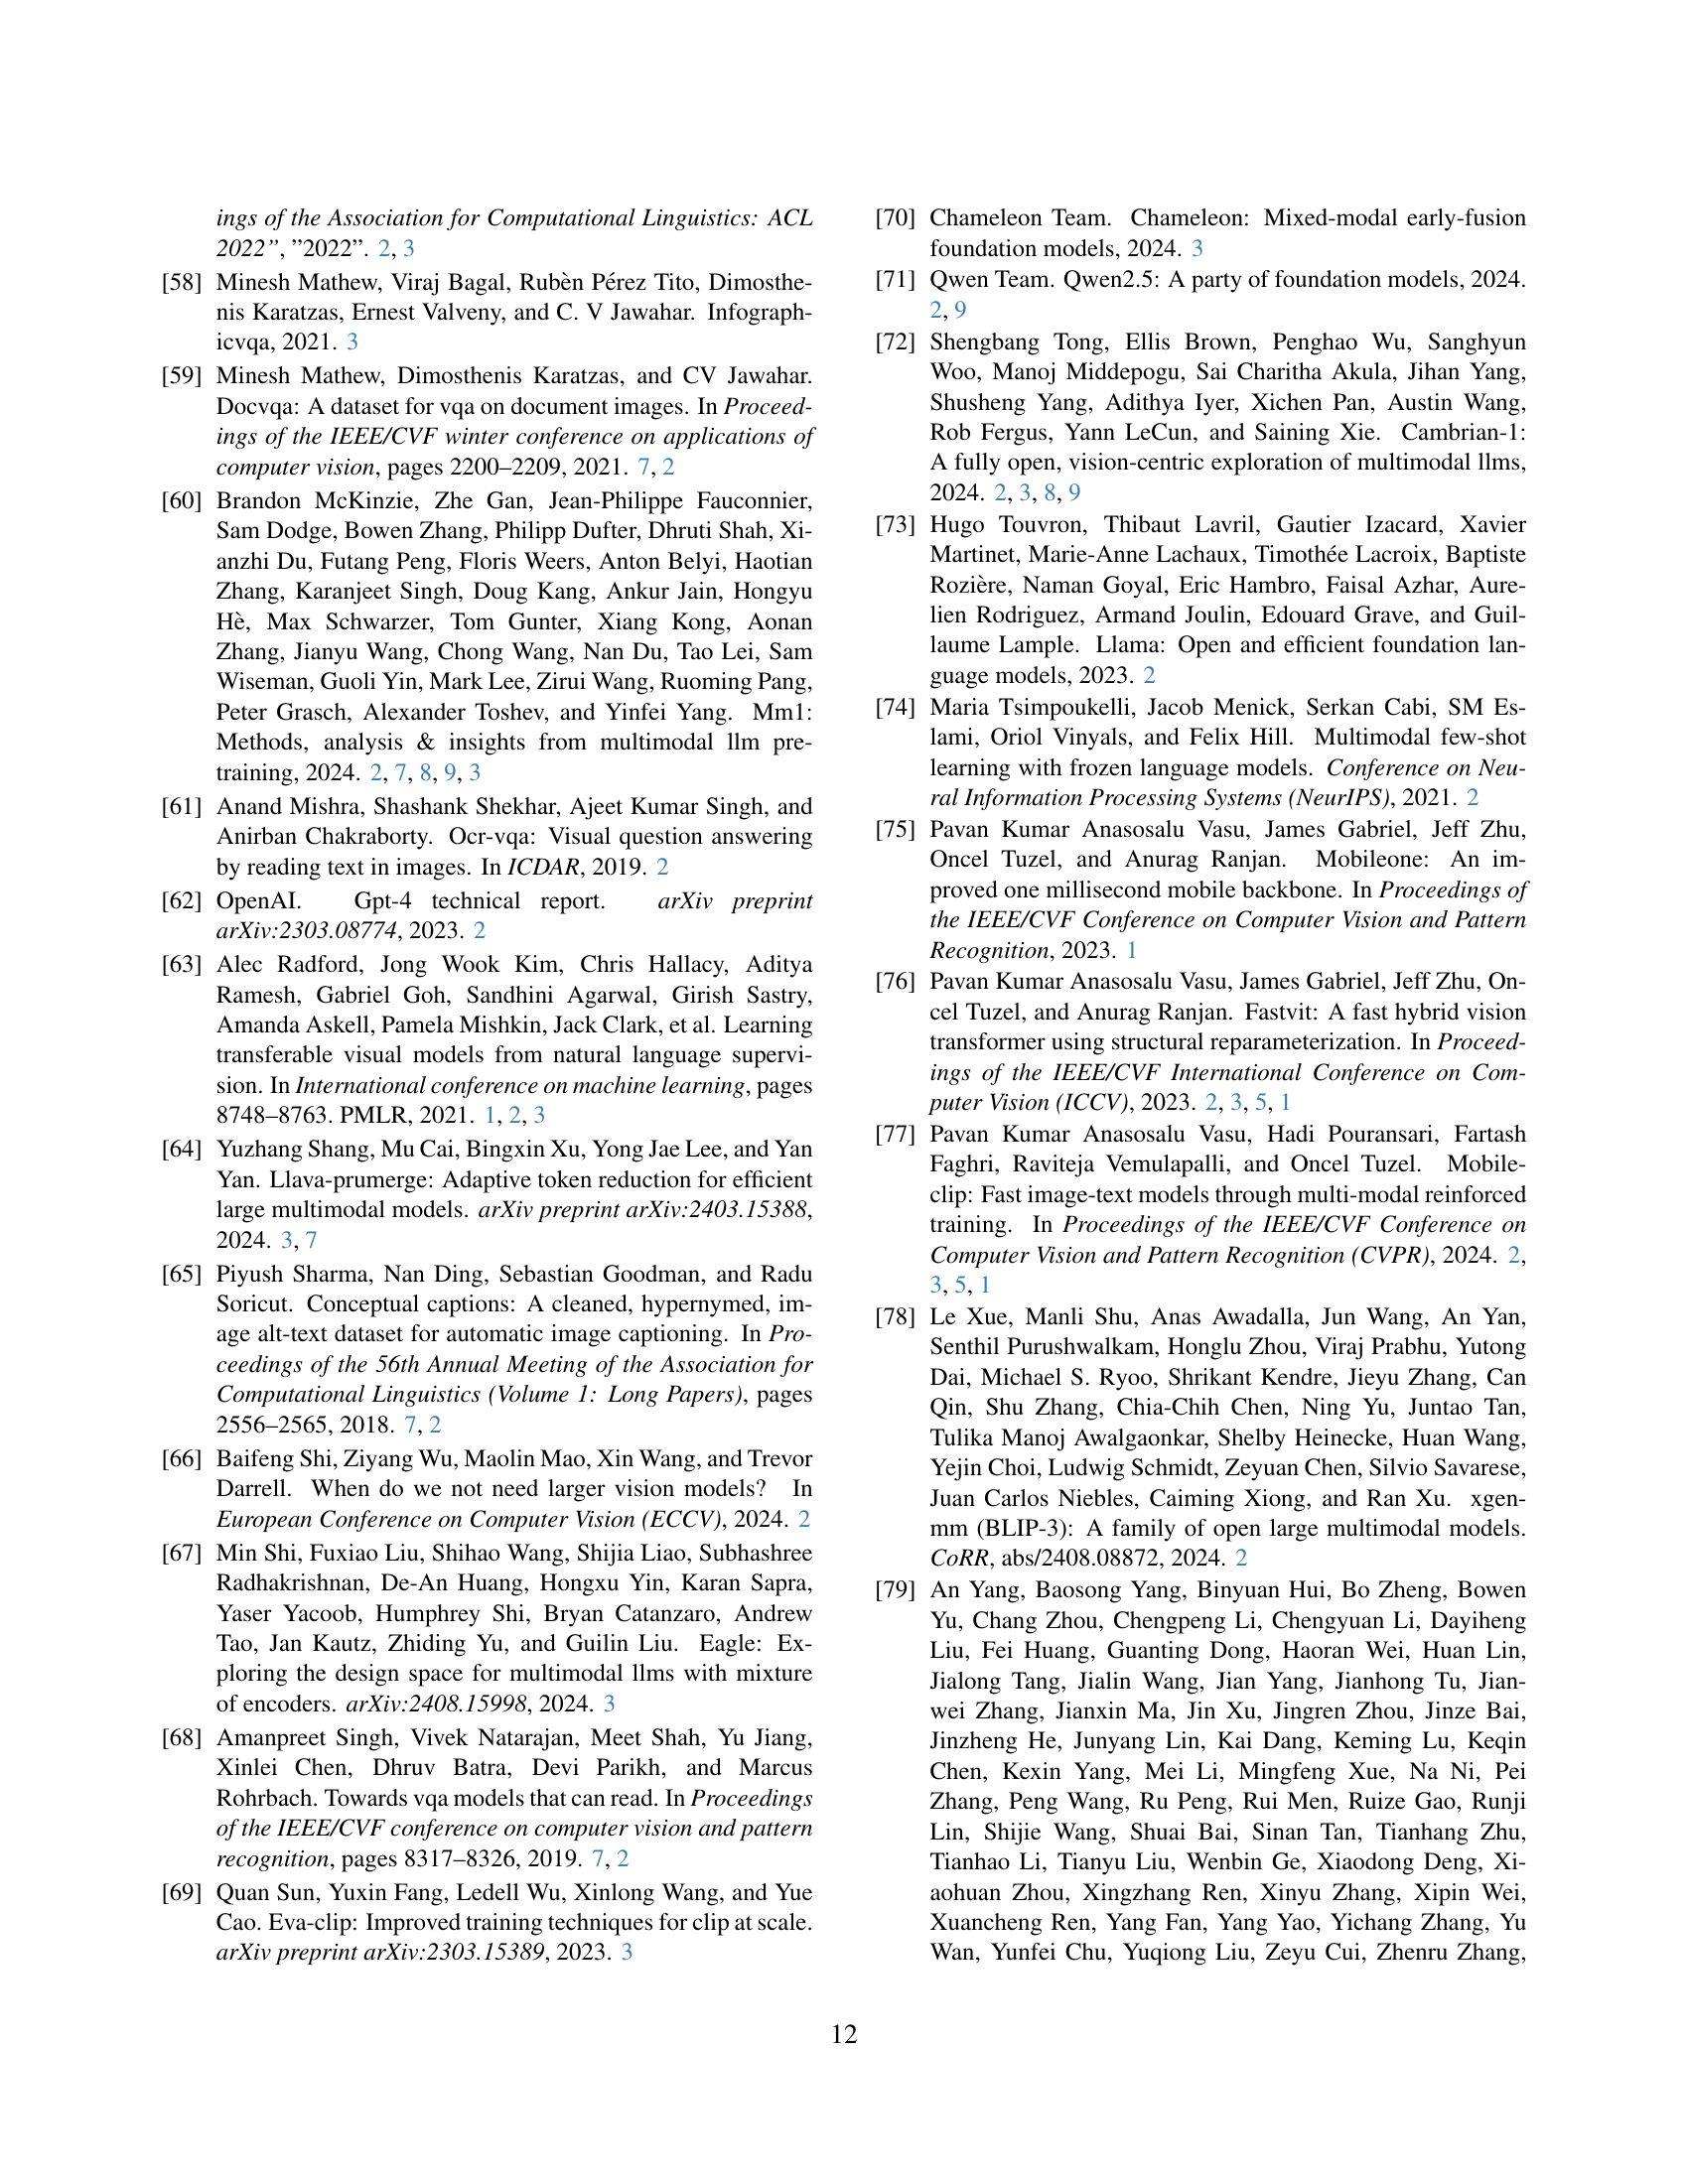 ings of the Association for Computational Linguistics: ACL
2022”, ”2022”. 2, 3
[58] Minesh Mathew, Viraj Bagal, Rubèn Pérez Tito, Dimosthe-
nis Karatzas, Ernest Valveny, and C. V Jawahar. Infograph-
icvqa, 2021. 3
[59] Minesh Mathew, Dimosthenis Karatzas, and CV Jawahar.
Docvqa: A dataset for vqa on document images. In Proceed-
ings of the IEEE/CVF winter conference on applications of
computer vision, pages 2200–2209, 2021. 7, 2
[60] Brandon McKinzie, Zhe Gan, Jean-Philippe Fauconnier,
Sam Dodge, Bowen Zhang, Philipp Dufter, Dhruti Shah, Xi-
anzhi Du, Futang Peng, Floris Weers, Anton Belyi, Haotian
Zhang, Karanjeet Singh, Doug Kang, Ankur Jain, Hongyu
Hè, Max Schwarzer, Tom Gunter, Xiang Kong, Aonan
Zhang, Jianyu Wang, Chong Wang, Nan Du, Tao Lei, Sam
Wiseman, Guoli Yin, Mark Lee, Zirui Wang, Ruoming Pang,
Peter Grasch, Alexander Toshev, and Yinfei Yang. Mm1:
Methods, analysis & insights from multimodal llm pre-
training, 2024. 2, 7, 8, 9, 3
[61] Anand Mishra, Shashank Shekhar, Ajeet Kumar Singh, and
Anirban Chakraborty. Ocr-vqa: Visual question answering
by reading text in images. In ICDAR, 2019. 2
[62] OpenAI. Gpt-4 technical report. arXiv preprint
arXiv:2303.08774, 2023. 2
[63] Alec Radford, Jong Wook Kim, Chris Hallacy, Aditya
Ramesh, Gabriel Goh, Sandhini Agarwal, Girish Sastry,
Amanda Askell, Pamela Mishkin, Jack Clark, et al. Learning
transferable visual models from natural language supervi-
sion. In International conference on machine learning, pages
8748–8763. PMLR, 2021. 1, 2, 3
[64] Yuzhang Shang, Mu Cai, Bingxin Xu, Yong Jae Lee, and Yan
Yan. Llava-prumerge: Adaptive token reduction for efficient
large multimodal models. arXiv preprint arXiv:2403.15388,
2024. 3, 7
[65] Piyush Sharma, Nan Ding, Sebastian Goodman, and Radu
Soricut. Conceptual captions: A cleaned, hypernymed, im-
age alt-text dataset for automatic image captioning. In Pro-
ceedings of the 56th Annual Meeting of the Association for
Computational Linguistics (Volume 1: Long Papers), pages
2556–2565, 2018. 7, 2
[66] Baifeng Shi, Ziyang Wu, Maolin Mao, Xin Wang, and Trevor
Darrell. When do we not need larger vision models? In
European Conference on Computer Vision (ECCV), 2024. 2
[67] Min Shi, Fuxiao Liu, Shihao Wang, Shijia Liao, Subhashree
Radhakrishnan, De-An Huang, Hongxu Yin, Karan Sapra,
Yaser Yacoob, Humphrey Shi, Bryan Catanzaro, Andrew
Tao, Jan Kautz, Zhiding Yu, and Guilin Liu. Eagle: Ex-
ploring the design space for multimodal llms with mixture
of encoders. arXiv:2408.15998, 2024. 3
[68] Amanpreet Singh, Vivek Natarajan, Meet Shah, Yu Jiang,
Xinlei Chen, Dhruv Batra, Devi Parikh, and Marcus
Rohrbach. Towards vqa models that can read. In Proceedings
of the IEEE/CVF conference on computer vision and pattern
recognition, pages 8317–8326, 2019. 7, 2
[69] Quan Sun, Yuxin Fang, Ledell Wu, Xinlong Wang, and Yue
Cao. Eva-clip: Improved training techniques for clip at scale.
arXiv preprint arXiv:2303.15389, 2023. 3
[70] Chameleon Team. Chameleon: Mixed-modal early-fusion
foundation models, 2024. 3
[71] Qwen Team. Qwen2.5: A party of foundation models, 2024.
2, 9
[72] Shengbang Tong, Ellis Brown, Penghao Wu, Sanghyun
Woo, Manoj Middepogu, Sai Charitha Akula, Jihan Yang,
Shusheng Yang, Adithya Iyer, Xichen Pan, Austin Wang,
Rob Fergus, Yann LeCun, and Saining Xie. Cambrian-1:
A fully open, vision-centric exploration of multimodal llms,
2024. 2, 3, 8, 9
[73] Hugo Touvron, Thibaut Lavril, Gautier Izacard, Xavier
Martinet, Marie-Anne Lachaux, Timothée Lacroix, Baptiste
Rozière, Naman Goyal, Eric Hambro, Faisal Azhar, Aure-
lien Rodriguez, Armand Joulin, Edouard Grave, and Guil-
laume Lample. Llama: Open and efficient foundation lan-
guage models, 2023. 2
[74] Maria Tsimpoukelli, Jacob Menick, Serkan Cabi, SM Es-
lami, Oriol Vinyals, and Felix Hill. Multimodal few-shot
learning with frozen language models. Conference on Neu-
ral Information Processing Systems (NeurIPS), 2021. 2
[75] Pavan Kumar Anasosalu Vasu, James Gabriel, Jeff Zhu,
Oncel Tuzel, and Anurag Ranjan. Mobileone: An im-
proved one millisecond mobile backbone. In Proceedings of
the IEEE/CVF Conference on Computer Vision and Pattern
Recognition, 2023. 1
[76] Pavan Kumar Anasosalu Vasu, James Gabriel, Jeff Zhu, On-
cel Tuzel, and Anurag Ranjan. Fastvit: A fast hybrid vision
transformer using structural reparameterization. In Proceed-
ings of the IEEE/CVF International Conference on Com-
puter Vision (ICCV), 2023. 2, 3, 5, 1
[77] Pavan Kumar Anasosalu Vasu, Hadi Pouransari, Fartash
Faghri, Raviteja Vemulapalli, and Oncel Tuzel. Mobile-
clip: Fast image-text models through multi-modal reinforced
training. In Proceedings of the IEEE/CVF Conference on
Computer Vision and Pattern Recognition (CVPR), 2024. 2,
3, 5, 1
[78] Le Xue, Manli Shu, Anas Awadalla, Jun Wang, An Yan,
Senthil Purushwalkam, Honglu Zhou, Viraj Prabhu, Yutong
Dai, Michael S. Ryoo, Shrikant Kendre, Jieyu Zhang, Can
Qin, Shu Zhang, Chia-Chih Chen, Ning Yu, Juntao Tan,
Tulika Manoj Awalgaonkar, Shelby Heinecke, Huan Wang,
Yejin Choi, Ludwig Schmidt, Zeyuan Chen, Silvio Savarese,
Juan Carlos Niebles, Caiming Xiong, and Ran Xu. xgen-
mm (BLIP-3): A family of open large multimodal models.
CoRR, abs/2408.08872, 2024. 2
[79] An Yang, Baosong Yang, Binyuan Hui, Bo Zheng, Bowen
Yu, Chang Zhou, Chengpeng Li, Chengyuan Li, Dayiheng
Liu, Fei Huang, Guanting Dong, Haoran Wei, Huan Lin,
Jialong Tang, Jialin Wang, Jian Yang, Jianhong Tu, Jian-
wei Zhang, Jianxin Ma, Jin Xu, Jingren Zhou, Jinze Bai,
Jinzheng He, Junyang Lin, Kai Dang, Keming Lu, Keqin
Chen, Kexin Yang, Mei Li, Mingfeng Xue, Na Ni, Pei
Zhang, Peng Wang, Ru Peng, Rui Men, Ruize Gao, Runji
Lin, Shijie Wang, Shuai Bai, Sinan Tan, Tianhang Zhu,
Tianhao Li, Tianyu Liu, Wenbin Ge, Xiaodong Deng, Xi-
aohuan Zhou, Xingzhang Ren, Xinyu Zhang, Xipin Wei,
Xuancheng Ren, Yang Fan, Yang Yao, Yichang Zhang, Yu
Wan, Yunfei Chu, Yuqiong Liu, Zeyu Cui, Zhenru Zhang,
12